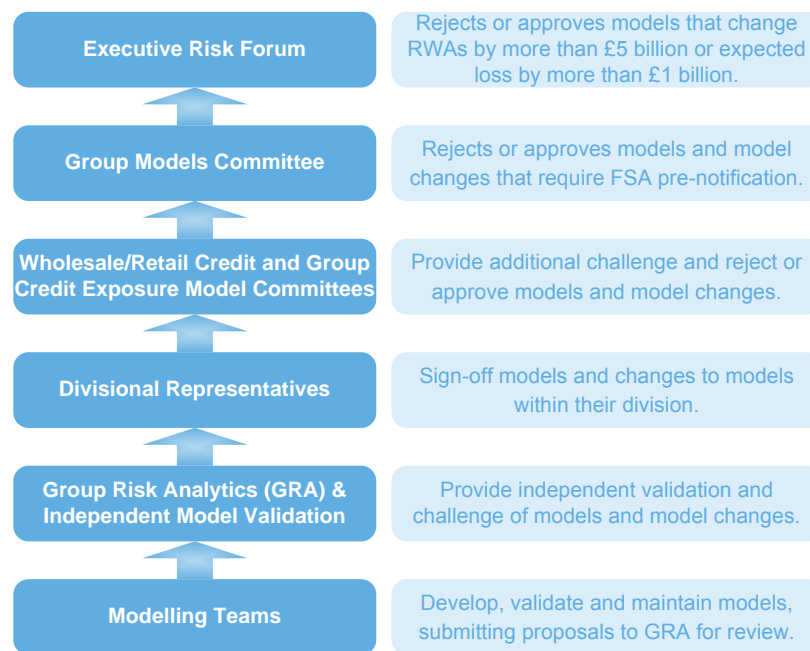 Executive Risk Forum
Rejects or approves models that change
RWAs by more than £5 billion or expected
loss by more than £1 billion.
Group Models Committee
Rejects or approves models and model
changes that require FSA pre-notification.
Wholesale/Retail Credit and Group
Credit Exposure Model Committees
Provide additional challenge and reject or
approve models and model changes.
Divisional Representatives
Sign-off models and changes to models
within their division.
Group Risk Analytics (GRA) &
Independent Model Validation
Provide independent validation and
challenge of models and model changes.
Modelling Teams
Develop, validate and maintain models,
submitting proposals to GRA for review.